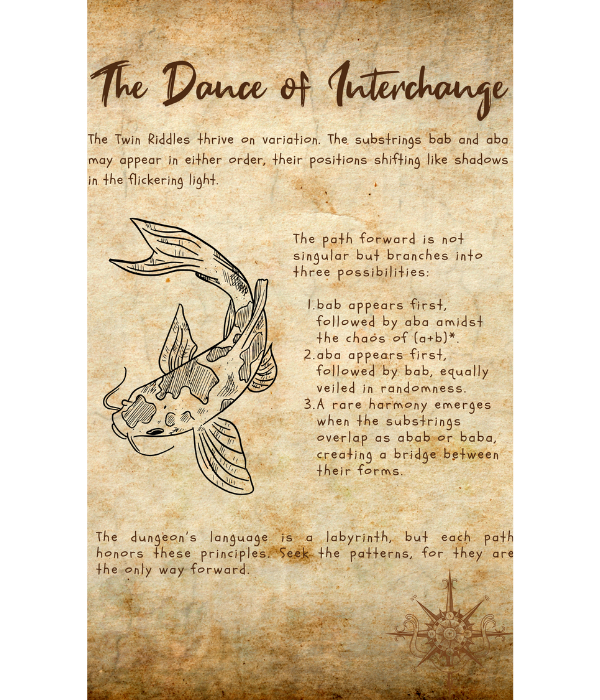 The Dance of Interchange
The Twin Riddles thrive on variation. The substrings bab and aba
may appear in either order, their positions shifting like shadows
in the flickering light.
The path forward is not
singular but branches into
three possibilities:
1.bab appears first,
followed by aba amidst
the chaos of (a+b)*.
2.aba appears first,
followed by bab, equally
veiled in randomness.
3.A rare harmony emerges
when the substrings
overlap as abab or baba,
creating a bridge between
their forms.
The dungeon's language is a labyrinth, but each path
honors these principles. Seek the patterns, for they are
the only way forward.